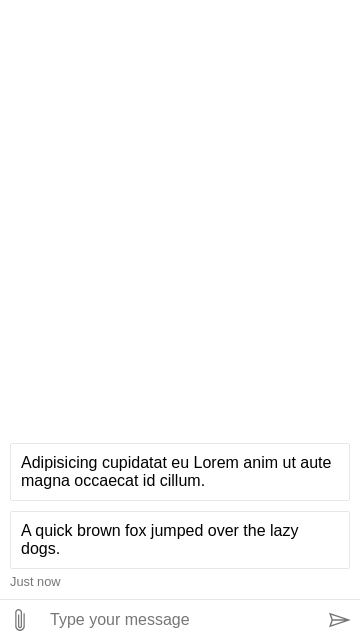 Adipisicing cupidatat eu Lorem anim ut aute
magna occaecat id cillum.
A quick brown fox jumped over the lazy
dogs.
Just now
Type your message